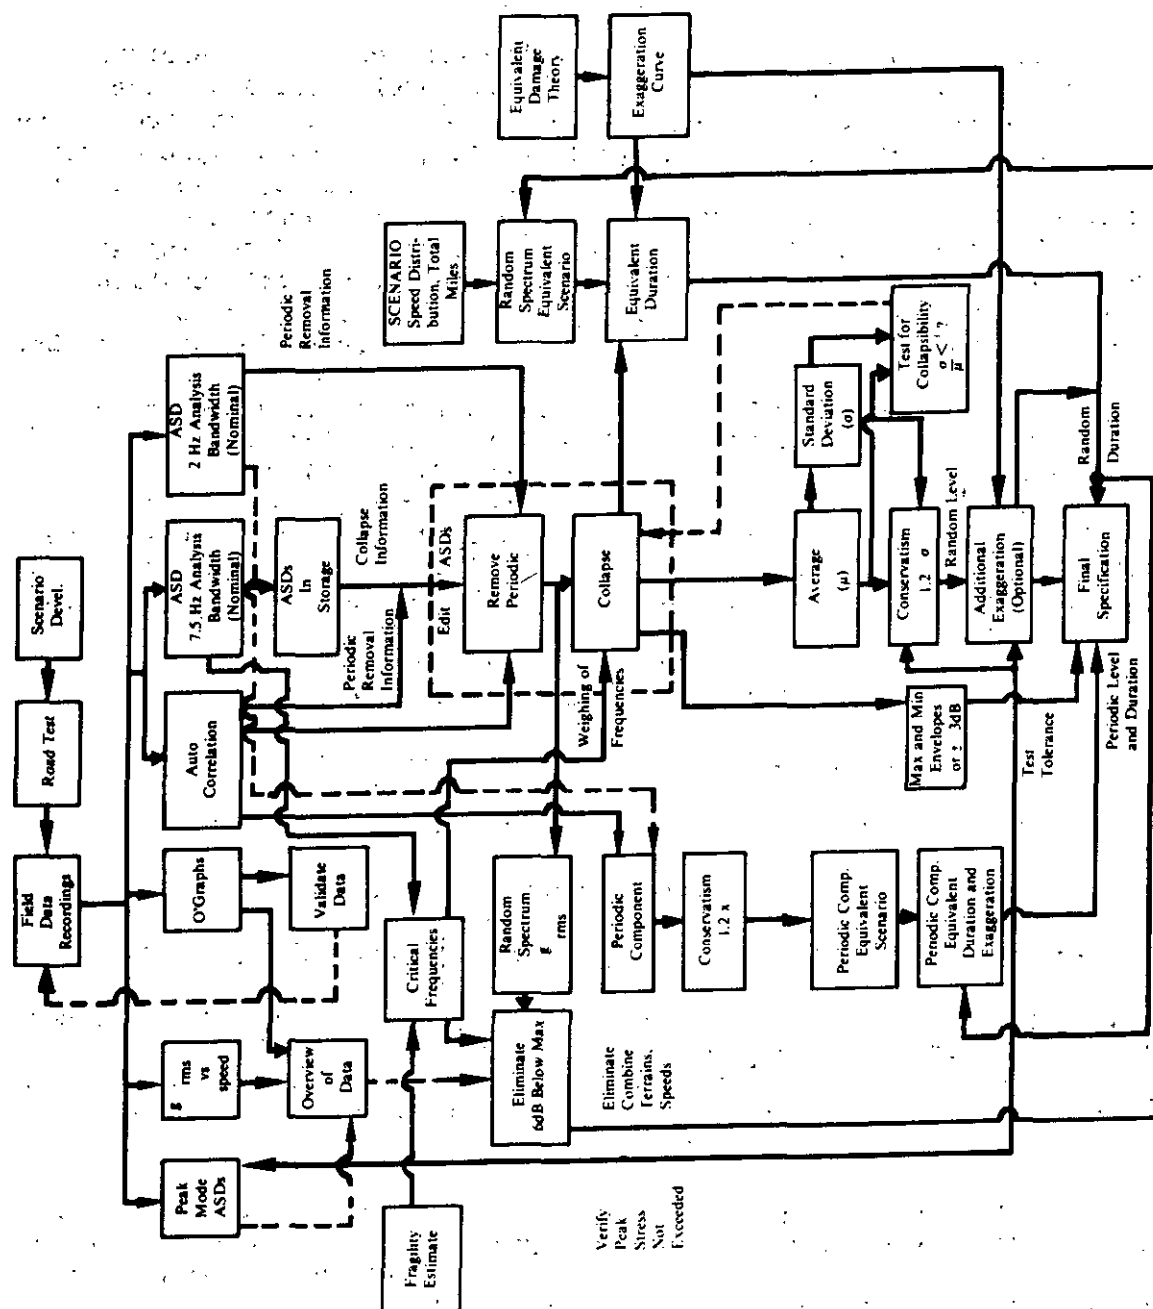 Scenario
Devel.
Road Test
Field
Data
Recordings
Peak
Mode
ASDs
g rms
vs
speed
O'Graphs
Auto
Correlation
ASD
7.5 Hz Analysis
Bandwidth
(Nominal)
ASD
2 Hz Analysis
Bandwidth
(Nominal)
Periodic
Removal
Information
Overview
of
Data
Validate
Data
ASDs
In
Storage
Collapse
Information
Periodic Removal
Information
Fragility
Estimate
Critical
Frequencies
SCENARIO
Speed Distri-
bution, Total
Miles
Edit
ASDs
Remove
Periodic
Equivalent
Damage
Theory
Eliminate
6dB Below Max
Random
Spectrum
g rms
Random
Spectrum
Equivalent
Scenario
Weighing of
Frequencies
Collapse
Equivalent
Duration
Exaggeration
Curve
Verify
Peak
Stress
Not
Exceeded
Eliminate
Combine
Terrains,
Speeds
Periodic
Component
Conservatism
1.2 x
Average
(μ)
Standard
Deviation
(σ)
Test for
Collapsibility
σ < ?
μ
Periodic Comp.
Equivalent
Scenario
Conservatism
1.2 σ
Random Level
Max and Min
Envelopes
or ± 3dB
Periodic Comp.
Equivalent
Duration and
Exaggeration
Additional
Exaggeration
(Optional)
Test
Tolerance
Random
Duration
Periodic Level
and Duration
Final
Specification